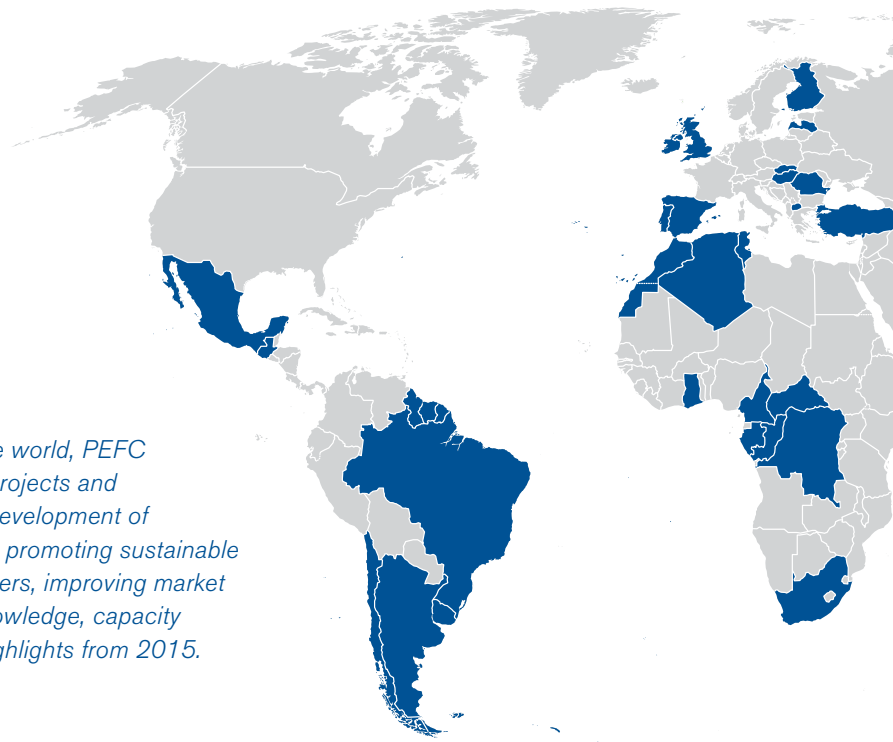 e world, PEFC
rojects and
evelopment of
promoting sustainable
ers, improving market
owledge, capacity
ghlights from 2015.